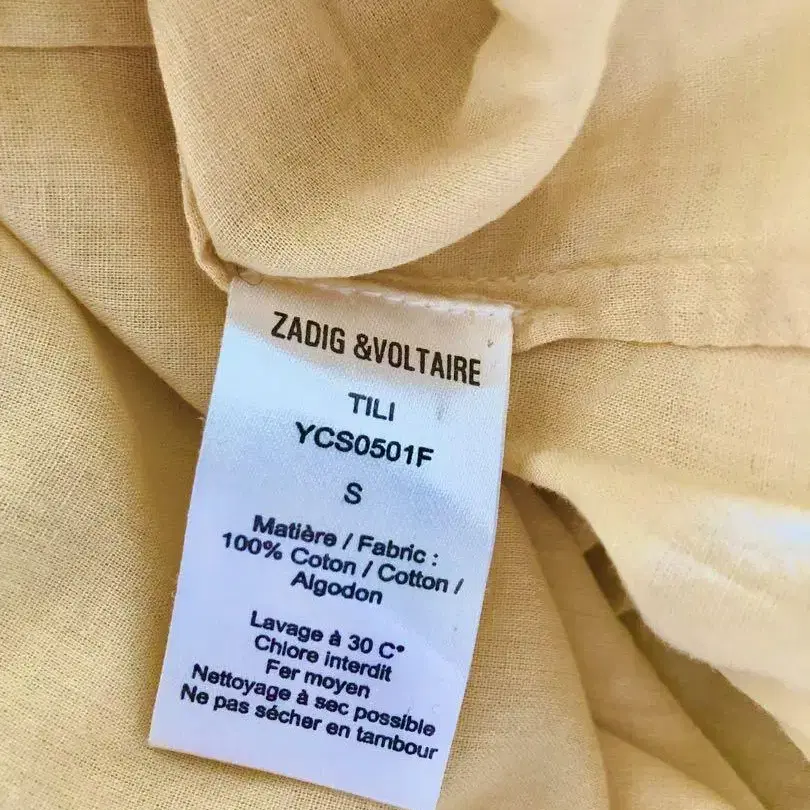 ZADIG &VOLTAIRE
TILI
YCS0501F
S
Matière / Fabric :
100% Coton / Cotton /
Algodon
Lavage à 30 C°
Chlore interdit
Fer moyen
Nettoyage à sec possible
Ne pas sécher en tambour